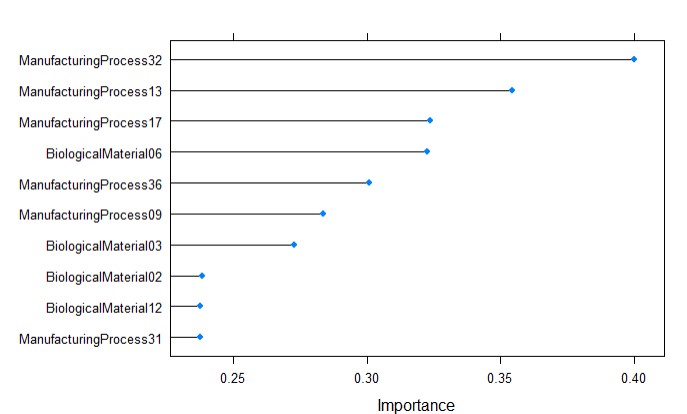 ManufacturingProcess32
ManufacturingProcess13
ManufacturingProcess17
BiologicalMaterial06
ManufacturingProcess36
ManufacturingProcess09
BiologicalMaterial03
BiologicalMaterial02
BiologicalMaterial12
ManufacturingProcess31
0.25 0.30 0.35 0.40
Importance